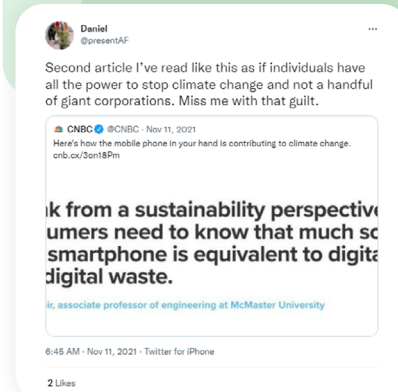 Daniel
@presentAF
Second article I've read like this as if individuals have
all the power to stop climate change and not a handful
of giant corporations. Miss me with that guilt.
CNBC @CNBC · Nov 11, 2021
Here's how the mobile phone in your hand is contributing to climate change.
cnb.cx/3on18Pm
k from a sustainability perspective
umers need to know that much sc
smartphone is equivalent to digita
digital waste.
ir, associate professor of engineering at McMaster University
6:45 AM · Nov 11, 2021 · Twitter for iPhone
2 Likes